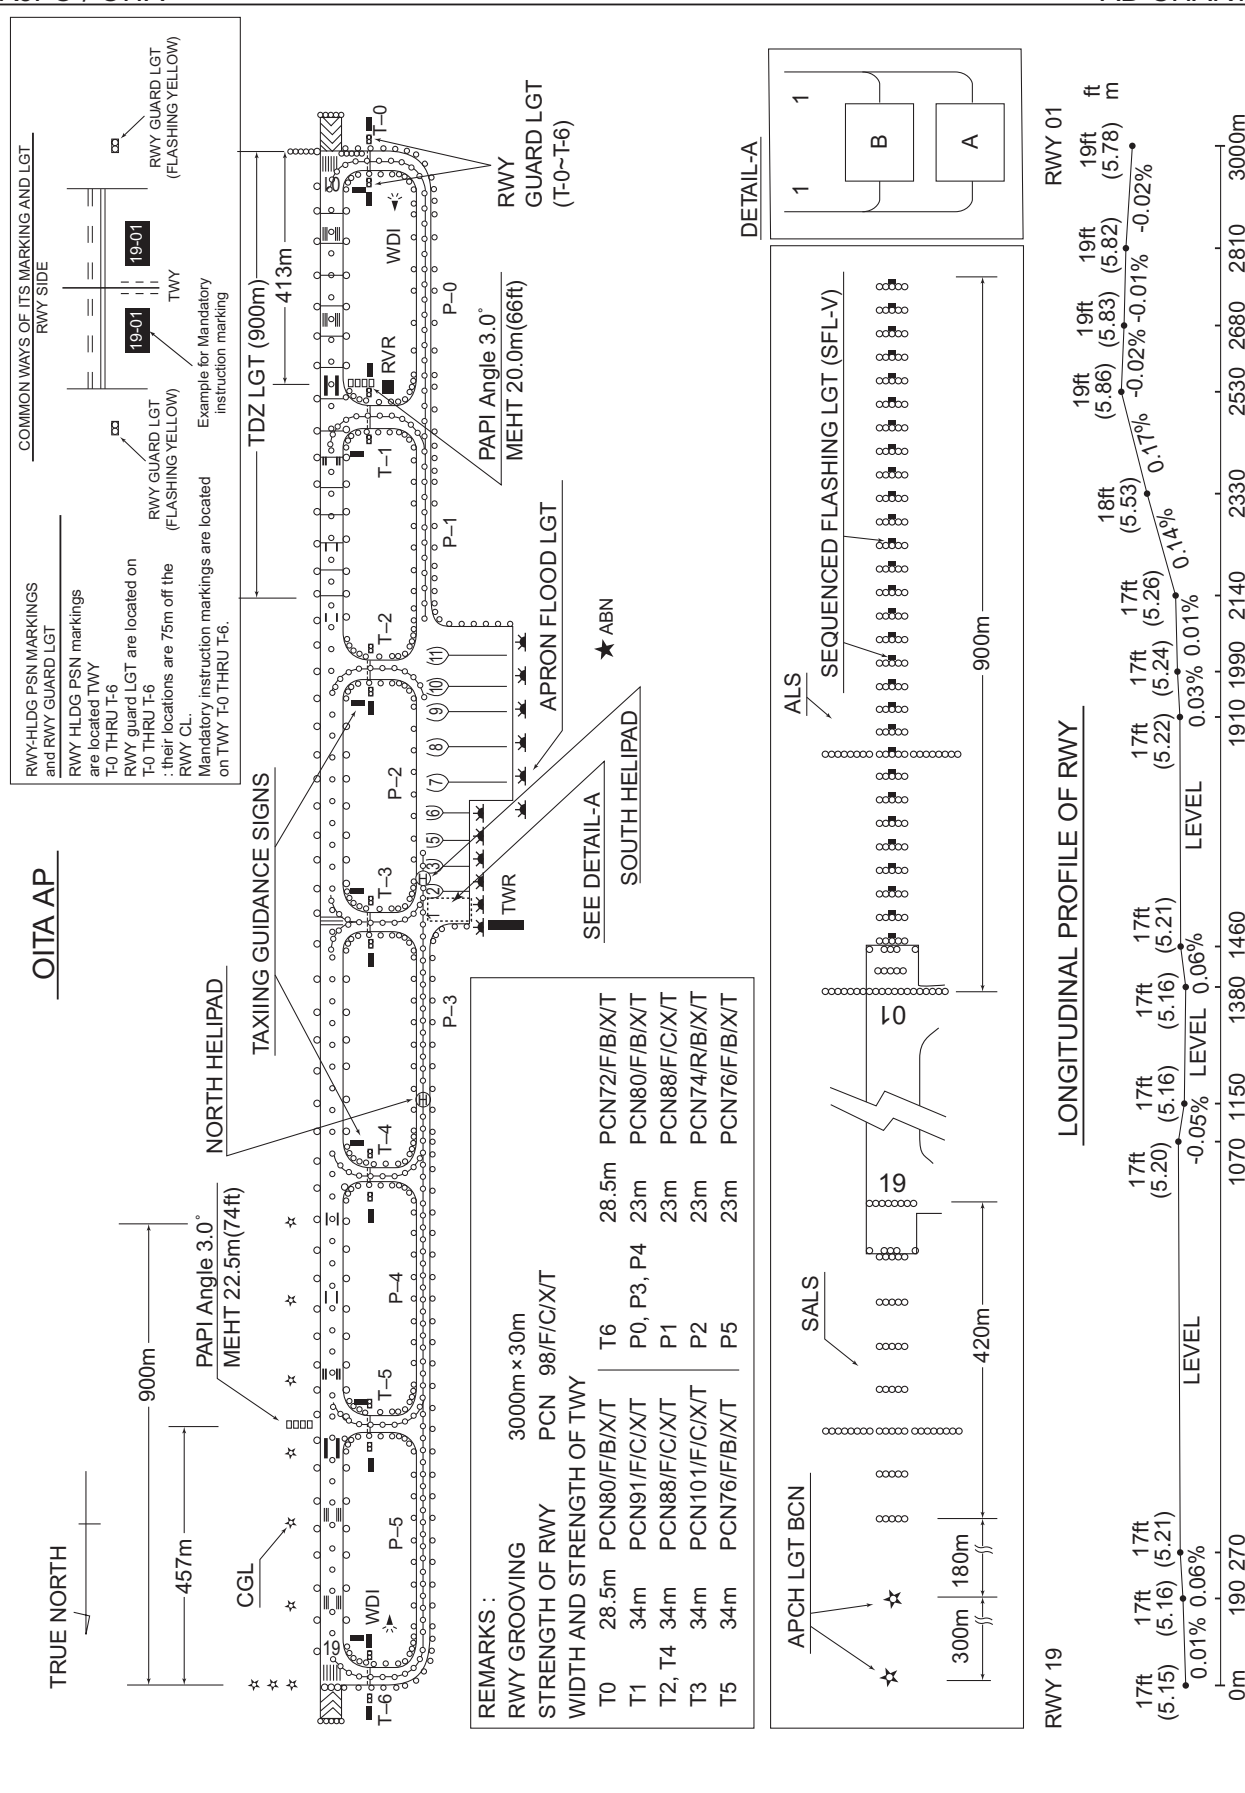 OITA AP
COMMON WAYS OF ITS MARKING AND LGT
RWY SIDE
RWY GUARD LGT
(FLASHING YELLOW)
19-01
19-01
TWY
RWY GUARD LGT
(FLASHING YELLOW)
Example for Mandatory
instruction marking
RWY-HLDG PSN MARKINGS
and RWY GUARD LGT
RWY HLDG PSN markings
are located TWY
T-0 THRU T-6
RWY guard LGT are located on
T-0 THRU T-6
: their locations are 75m off the
RWY CL.
Mandatory instruction markings are located
on TWY T-0 THRU T-6.
TRUE NORTH
900m
457m
PAPI Angle 3.0°
MEHT 22.5m(74ft)
CGL
NORTH HELIPAD
TAXIING GUIDANCE SIGNS
TDZ LGT (900m)
413m
19
01
WDI
WDI
RVR
T-6
T-5
T-4
T-3
T-2
T-1
T-0
P-5
P-4
P-3
P-2
P-1
P-0
RWY
GUARD LGT
(T-0~T-6)
PAPI Angle 3.0°
MEHT 20.0m(66ft)
1
2
3
5
6
7
8
9
10
11
APRON FLOOD LGT
ABN
TWR
SEE DETAIL-A
SOUTH HELIPAD
REMARKS :
RWY GROOVING 3000m×30m
STRENGTH OF RWY PCN 98/F/C/X/T
WIDTH AND STRENGTH OF TWY
T0 28.5m PCN80/F/B/X/T T6 28.5m PCN72/F/B/X/T
T1 34m PCN91/F/C/X/T P0, P3, P4 23m PCN80/F/B/X/T
T2, T4 34m PCN88/F/C/X/T P1 23m PCN88/F/C/X/T
T3 34m PCN101/F/C/X/T P2 23m PCN74/R/B/X/T
T5 34m PCN76/F/B/X/T P5 23m PCN76/F/B/X/T
DETAIL-A
1
1
B
A
APCH LGT BCN
SALS
ALS
SEQUENCED FLASHING LGT (SFL-V)
19
01
300m
180m
420m
900m
LONGITUDINAL PROFILE OF RWY
RWY 19
RWY 01
17ft 17ft 17ft 17ft 17ft 17ft 17ft 17ft 17ft 17ft 18ft 19ft 19ft 19ft 19ft ft
(5.15) (5.16) (5.21) (5.20) (5.16) (5.16) (5.21) (5.22) (5.24) (5.26) (5.53) (5.86) (5.83) (5.82) (5.78) m
0.01% 0.06% LEVEL -0.05% LEVEL 0.06% LEVEL 0.03% 0.01% 0.14% 0.17% -0.02% -0.01% -0.02%
0m 190 270 1070 1150 1380 1460 1910 1990 2140 2330 2530 2680 2810 3000m